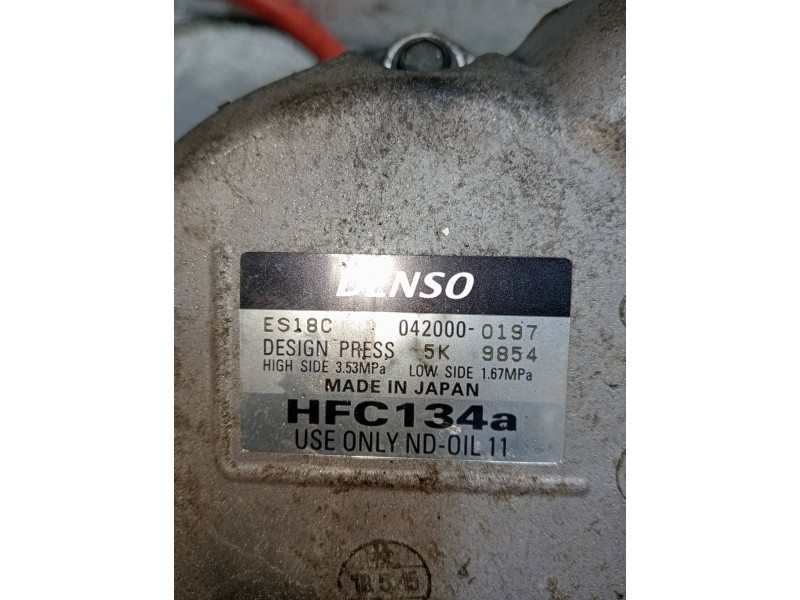 DENSO
ES18C 042000-0197
DESIGN PRESS 5K 9854
HIGH SIDE 3.53MPa LOW SIDE 1.67MPa
MADE IN JAPAN
HFC134a
USE ONLY ND-OIL 11